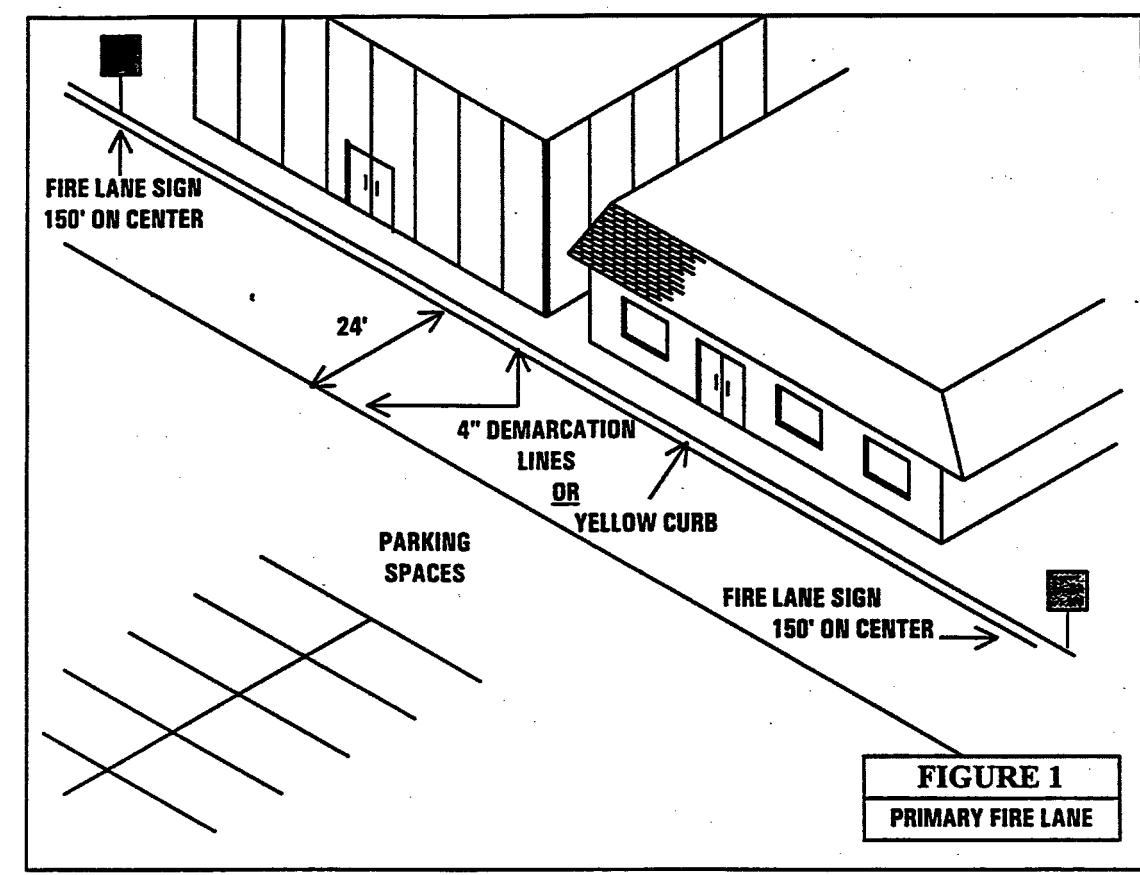 FIRE LANE SIGN
150' ON CENTER
24'
4" DEMARCATION
LINES
OR
YELLOW CURB
PARKING
SPACES
FIRE LANE SIGN
150' ON CENTER
FIGURE 1
PRIMARY FIRE LANE